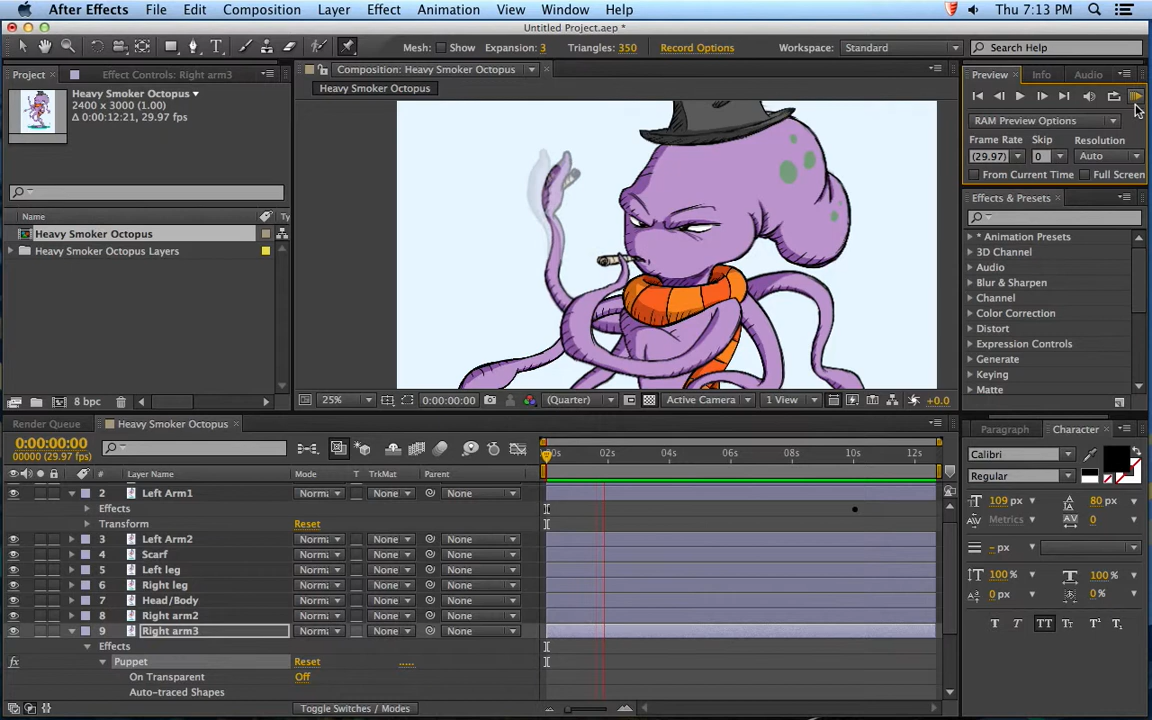 After Effects File Edit Composition Layer Effect Animation View Window Help Thu 7:13 PM
Untitled Project.aep *
Mesh: Show Expansion: 3 Triangles: 350 Record Options Workspace: Standard Search Help
Project Effect Controls: Right arm3
Heavy Smoker Octopus
2400 x 3000 (1.00)
Δ 0:00:12:21, 29.97 fps
Name Ty
Heavy Smoker Octopus
Heavy Smoker Octopus Layers
8 bpc
Composition: Heavy Smoker Octopus
Heavy Smoker Octopus
25% 0:00:00:00 (Quarter) Active Camera 1 View +0.0
Preview Info Audio
RAM Preview Options
Frame Rate Skip Resolution
(29.97) 0 Auto
From Current Time Full Screen
Effects & Presets
* Animation Presets
3D Channel
Audio
Blur & Sharpen
Channel
Color Correction
Distort
Expression Controls
Generate
Keying
Matte
Render Queue Heavy Smoker Octopus
0:00:00:00
00000 (29.97 fps)
# Layer Name Mode T TrkMat Parent
02s 04s 06s 08s 10s 12s
2 Left Arm1 None None
Effects
Transform Reset
3 Left Arm2 None None
4 Scarf None None
5 Left leg None None
6 Right leg None None
7 Head/Body None None
8 Right arm2 None None
9 Right arm3 None None
Effects
fx Puppet Reset .....
On Transparent Off
Auto-traced Shapes
Toggle Switches / Modes
Paragraph Character
Calibri
Regular
109 px 80 px
Metrics 0
– px
100 % 100 %
0 px 0 %
T T TT Tт T¹ T₁